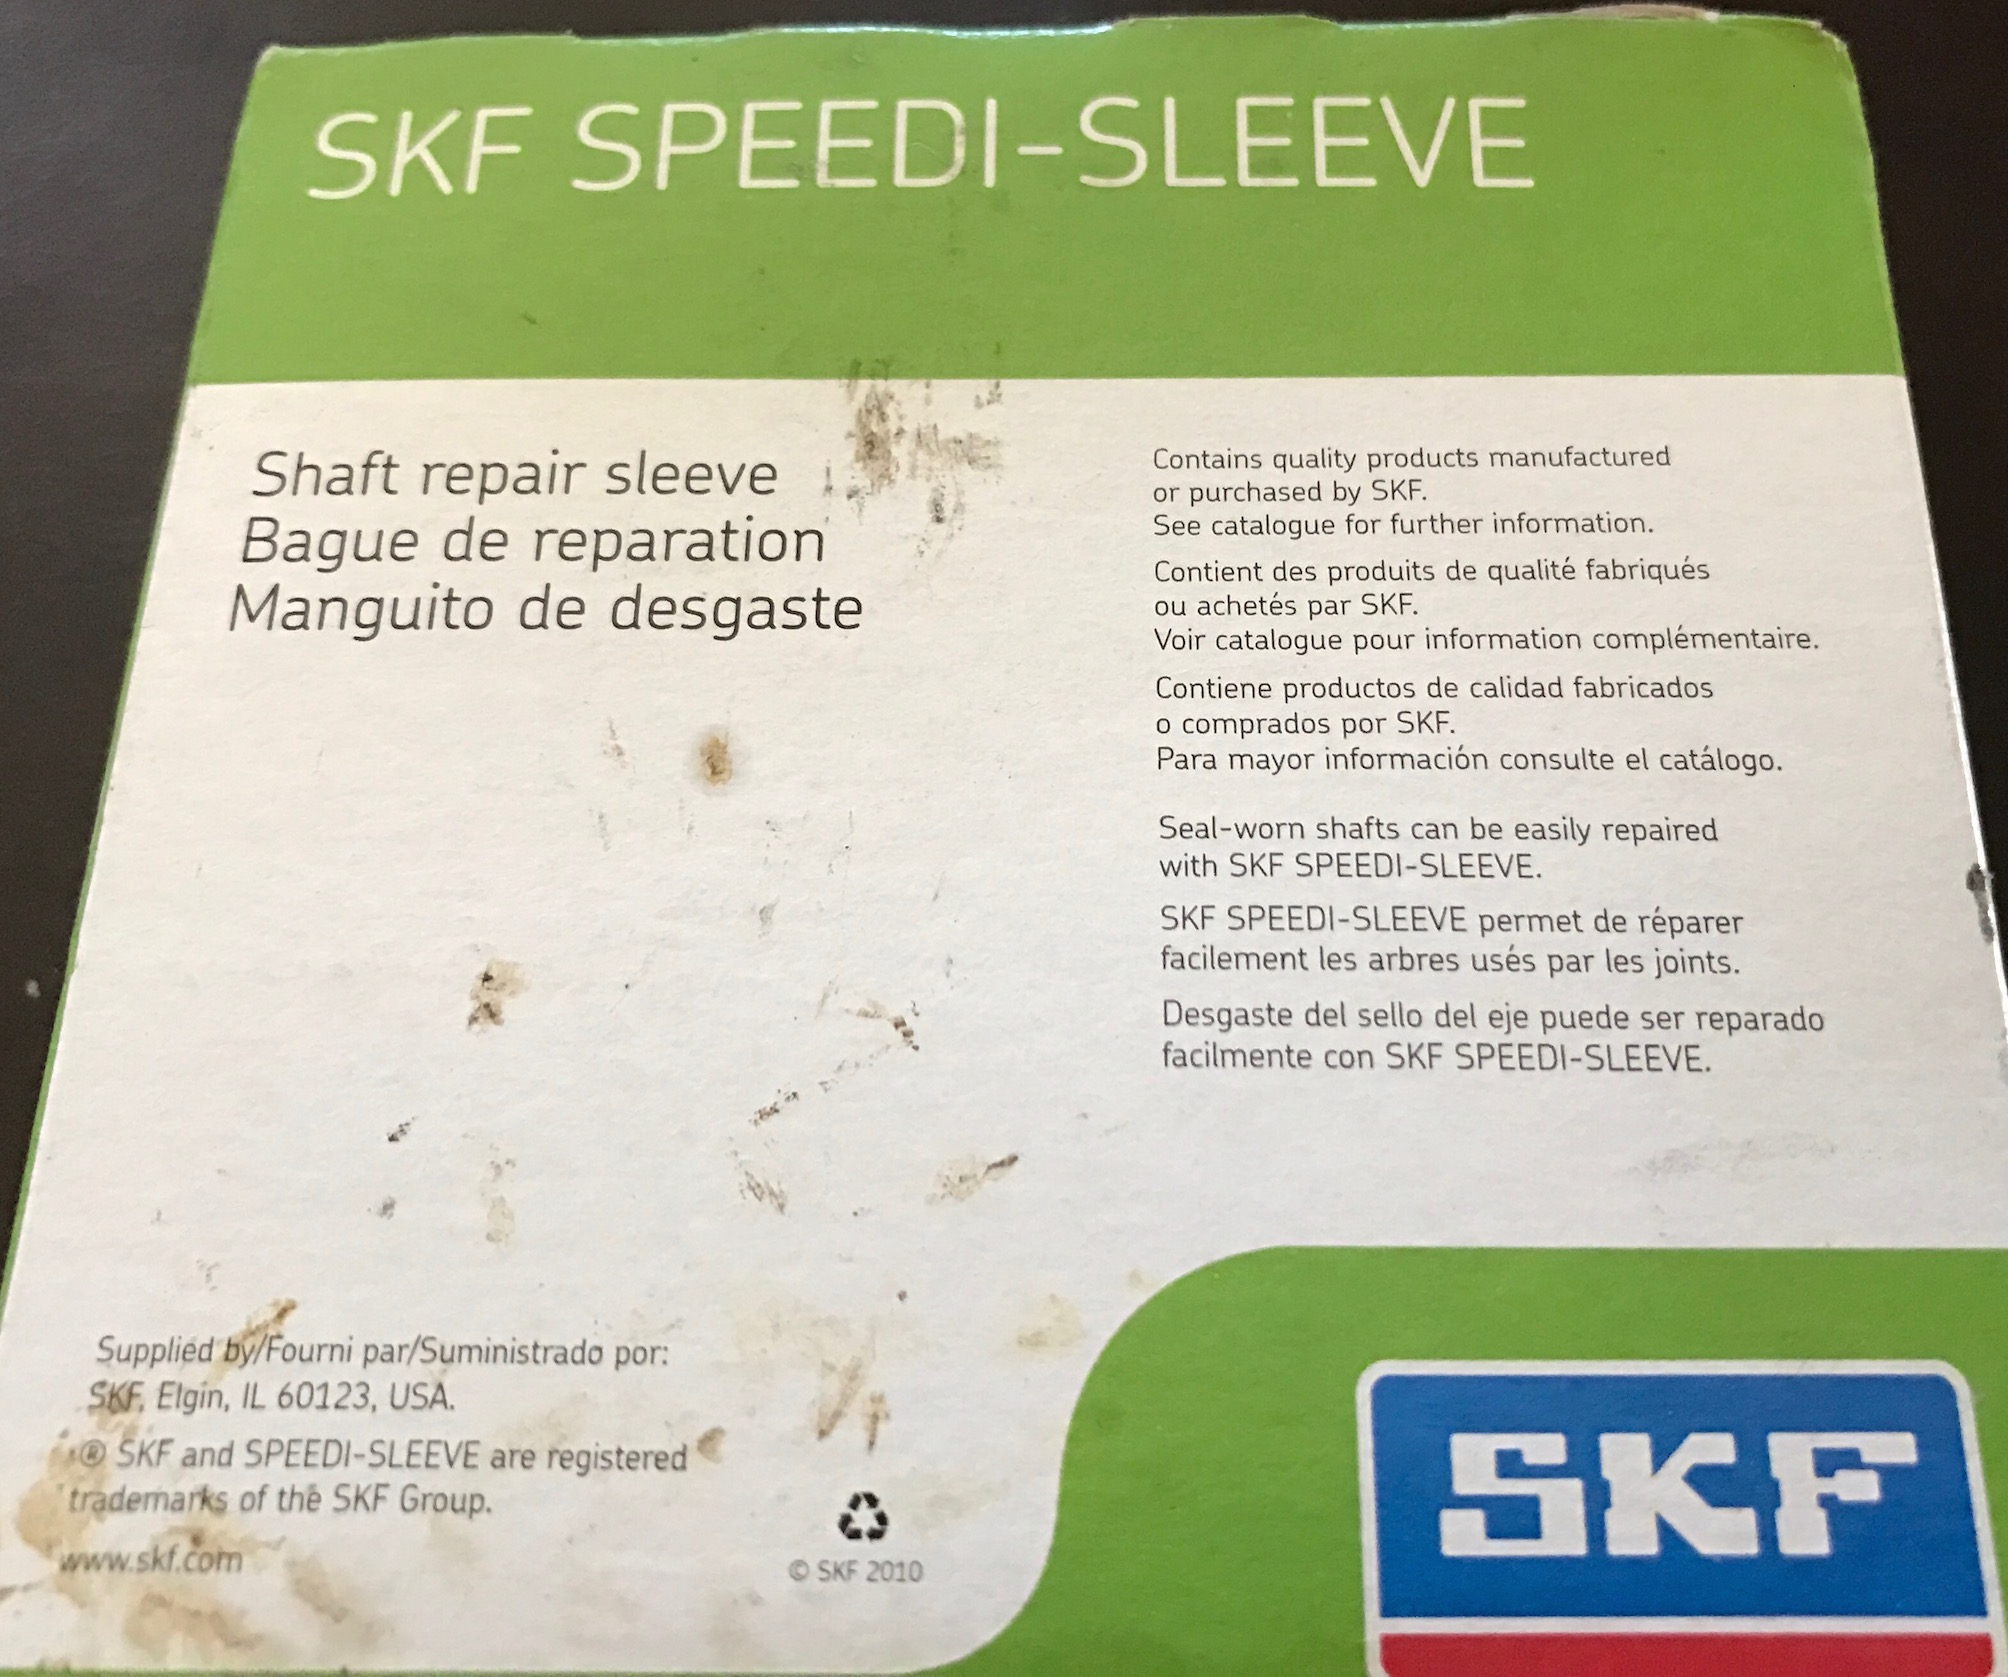 SKF SPEEDI-SLEEVE
Shaft repair sleeve
Bague de reparation
Manguito de desgaste
Contains quality products manufactured
or purchased by SKF.
See catalogue for further information.
Contient des produits de qualité fabriqués
ou achetés par SKF.
Voir catalogue pour information complémentaire.
Contiene productos de calidad fabricados
o comprados por SKF.
Para mayor información consulte el catálogo.
Seal-worn shafts can be easily repaired
with SKF SPEEDI-SLEEVE.
SKF SPEEDI-SLEEVE permet de réparer
facilement les arbres usés par les joints.
Desgaste del sello del eje puede ser reparado
facilmente con SKF SPEEDI-SLEEVE.
Supplied by/Fourni par/Suministrado por:
SKF, Elgin, IL 60123, USA.
® SKF and SPEEDI-SLEEVE are registered
trademarks of the SKF Group.
www.skf.com
© SKF 2010
SKF